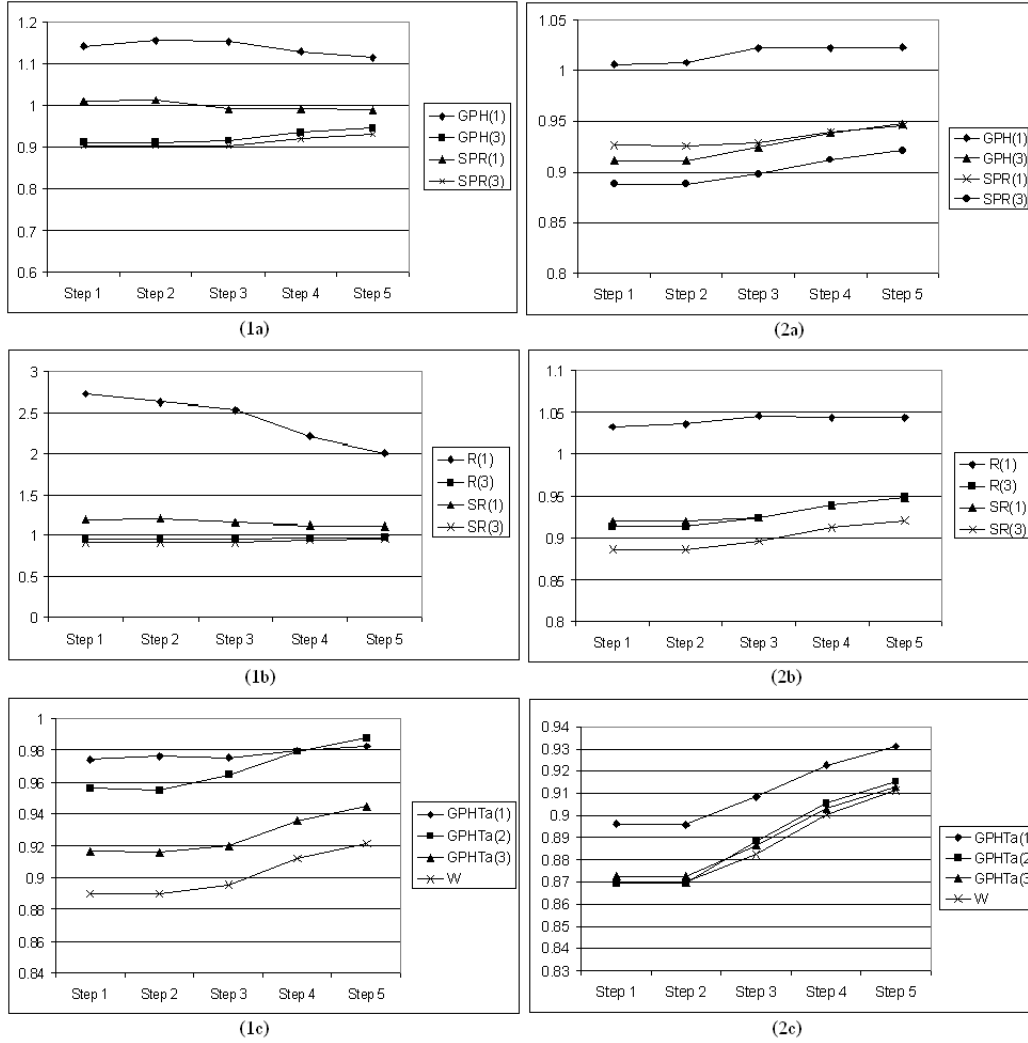 1.2
1.1
1
0.9
0.8
0.7
0.6
Step 1 Step 2 Step 3 Step 4 Step 5
GPH(1)
GPH(3)
SPR(1)
SPR(3)
(1a)
1.05
1
0.95
0.9
0.85
0.8
Step 1 Step 2 Step 3 Step 4 Step 5
GPH(1)
GPH(3)
SPR(1)
SPR(3)
(2a)
3
2.5
2
1.5
1
0.5
0
Step 1 Step 2 Step 3 Step 4 Step 5
R(1)
R(3)
SR(1)
SR(3)
(1b)
1.1
1.05
1
0.95
0.9
0.85
0.8
Step 1 Step 2 Step 3 Step 4 Step 5
R(1)
R(3)
SR(1)
SR(3)
(2b)
1
0.98
0.96
0.94
0.92
0.9
0.88
0.86
0.84
Step 1 Step 2 Step 3 Step 4 Step 5
GPHTa(1)
GPHTa(2)
GPHTa(3)
W
(1c)
0.94
0.93
0.92
0.91
0.9
0.89
0.88
0.87
0.86
0.85
0.84
0.83
Step 1 Step 2 Step 3 Step 4 Step 5
GPHTa(1
GPHTa(2
GPHTa(3
W
(2c)